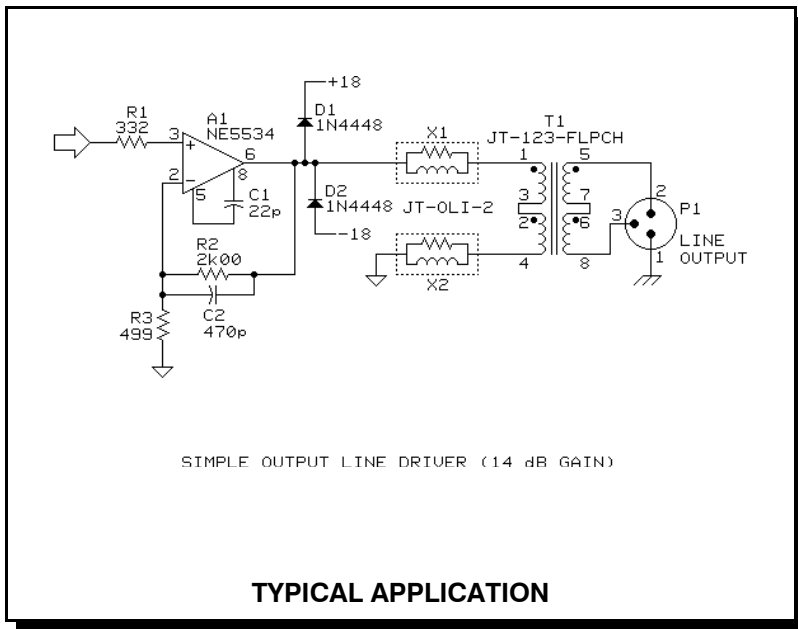 +18
D1
1N4448
R1
332
A1
NE5534
3
+
6
2
−
5
8
C1
22p
D2
1N4448
-18
X1
JT-OLI-2
X2
T1
JT-123-FLPCH
1
5
3
7
2
6
4
8
2
3
1
P1
LINE
OUTPUT
R2
2k00
C2
470p
R3
499
SIMPLE OUTPUT LINE DRIVER (14 dB GAIN)
TYPICAL APPLICATION